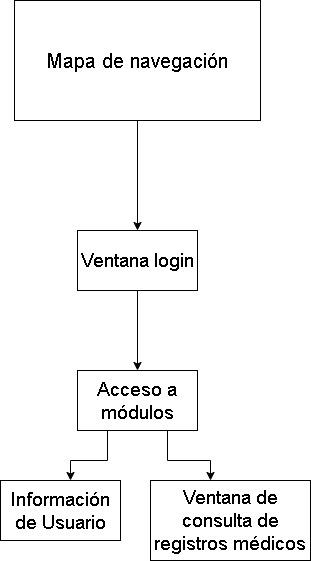 Mapa de navegación
Ventana login
Acceso a
módulos
Información
de Usuario
Ventana de
consulta de
registros médicos